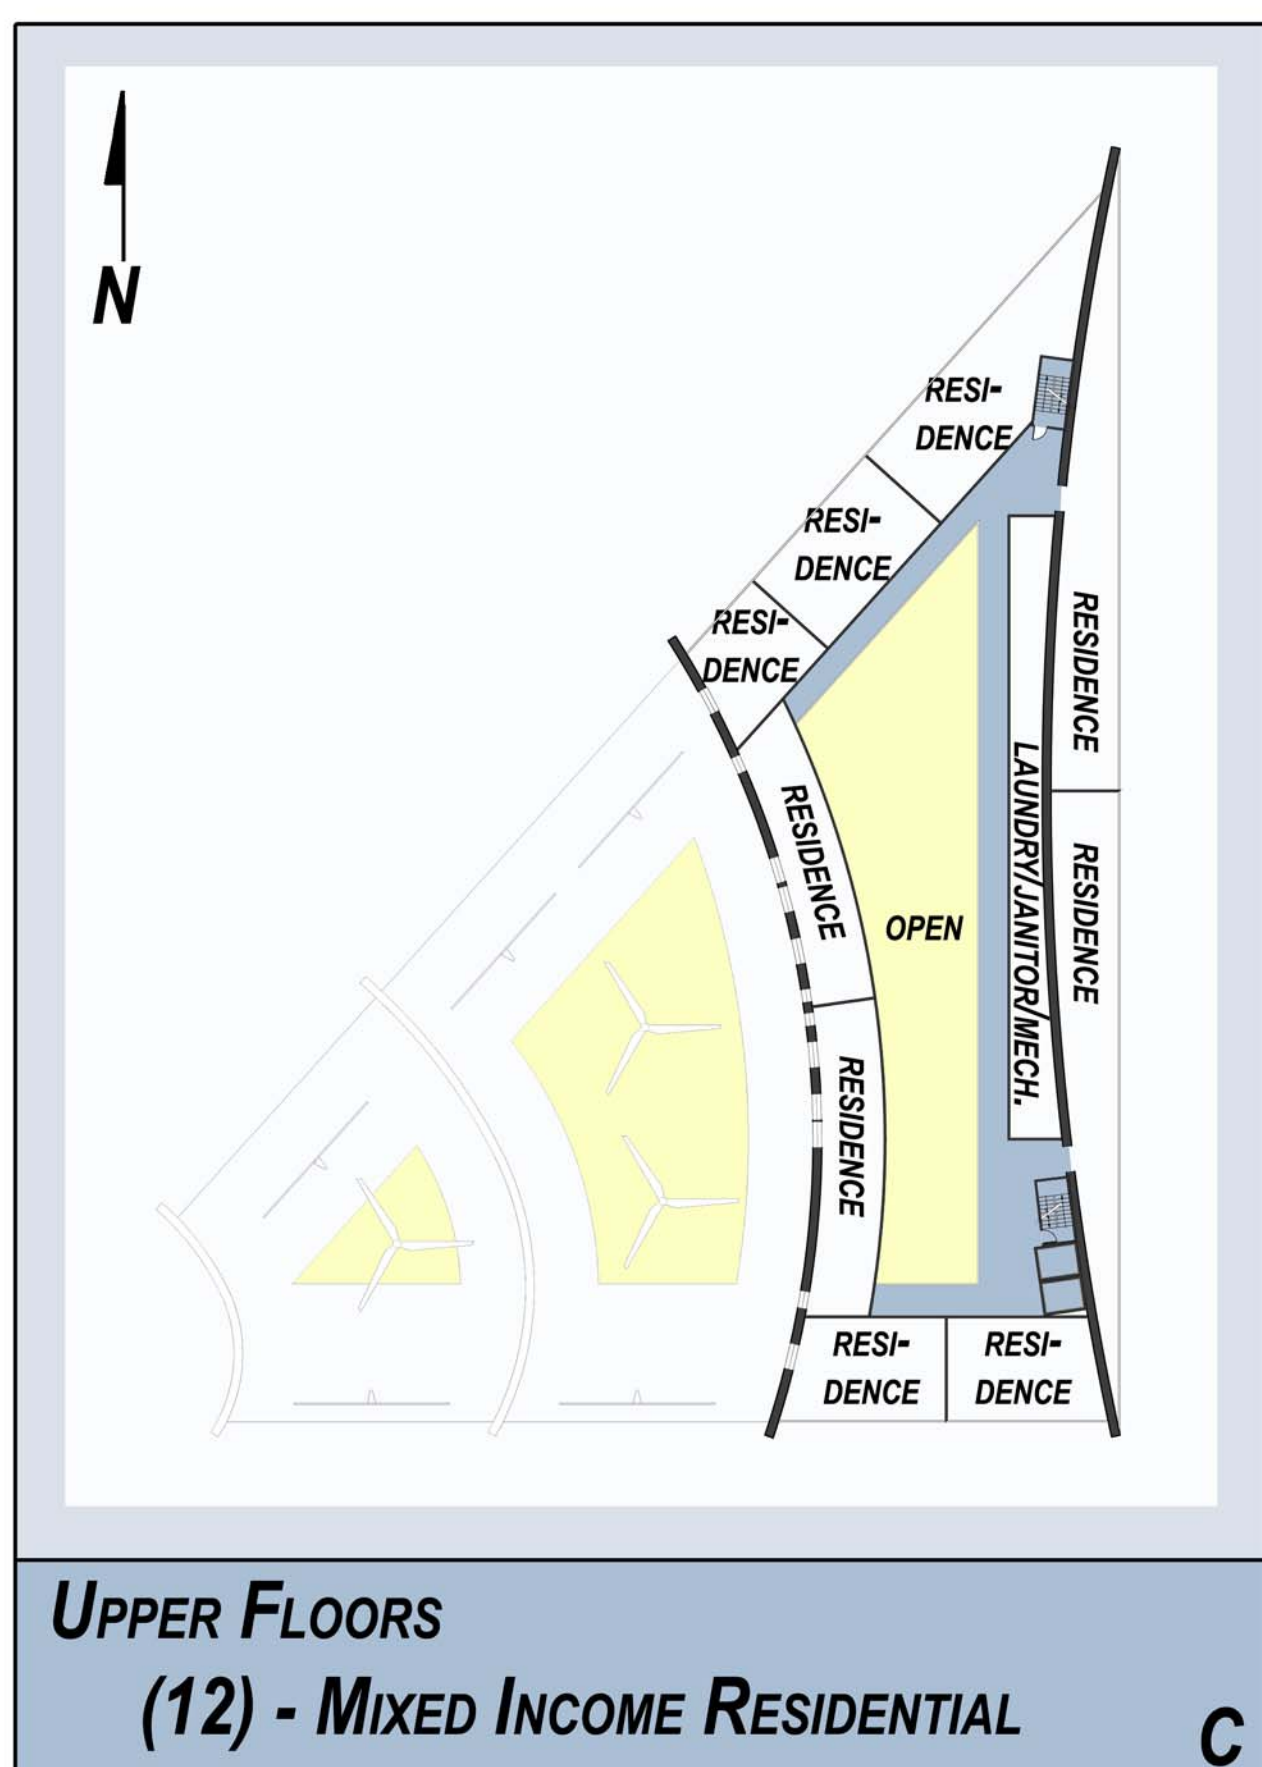 N
RESI-
DENCE
RESI-
DENCE
RESI-
DENCE
RESIDENCE
RESIDENCE
LAUNDRY/JANITOR/MECH.
RESIDENCE
RESIDENCE
OPEN
RESIDENCE
RESI-
DENCE
RESI-
DENCE
UPPER FLOORS
(12) - MIXED INCOME RESIDENTIAL
C